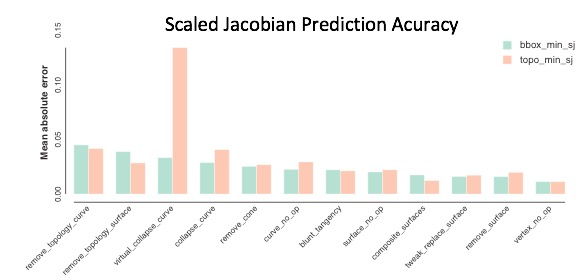 Scaled Jacobian Prediction Acuracy
bbox_min_sj
topo_min_sj
Mean absolute error
0.15
0.10
0.05
0.00
remove_topology_curve
remove_topology_surface
virtual_collapse_curve
collapse_curve
remove_cone
curve_no_op
blunt_tangency
surface_no_op
composite_surfaces
tweak_replace_surface
remove_surface
vertex_no_op